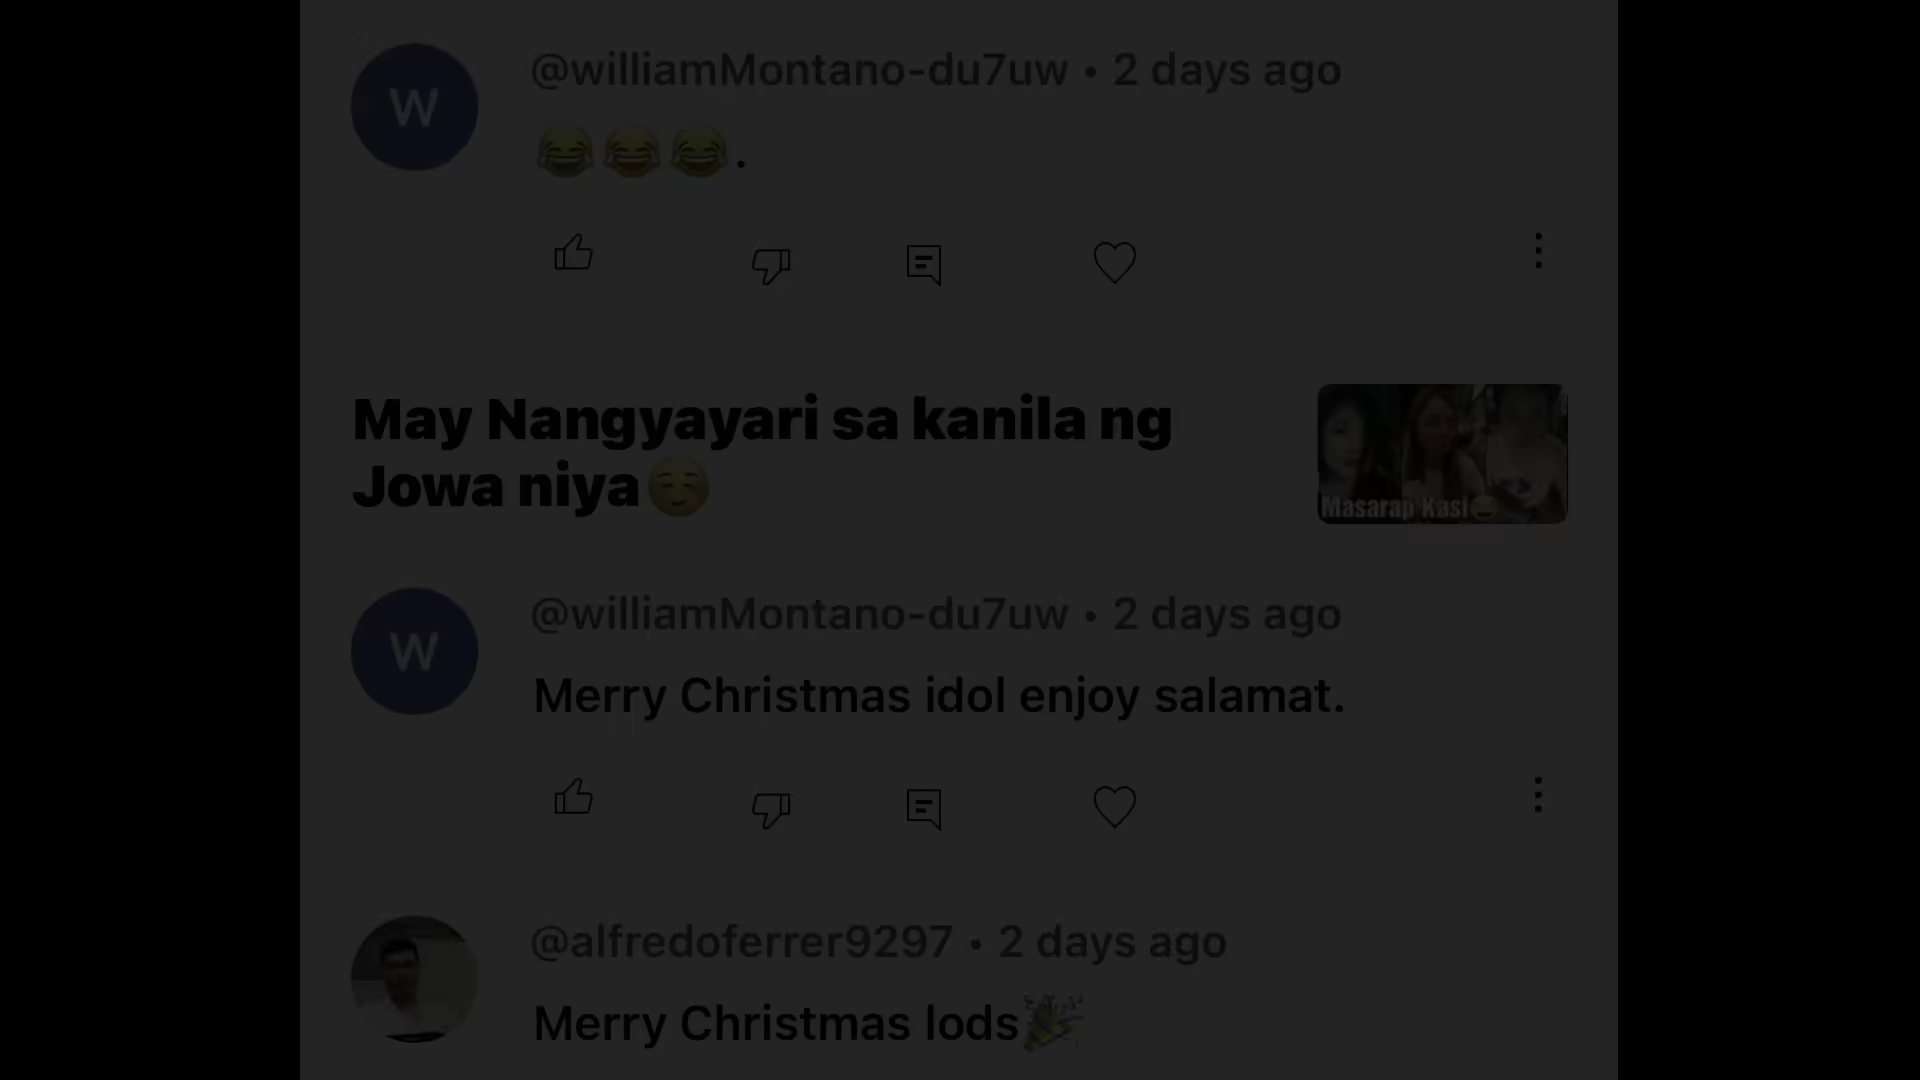 W
@williamMontano-du7uw • 2 days ago
😂😂😂.
May Nangyayari sa kanila ng
Jowa niya☺️
Masarap Kasi😂
W
@williamMontano-du7uw • 2 days ago
Merry Christmas idol enjoy salamat.
@alfredoferrer9297 • 2 days ago
Merry Christmas lods🎉